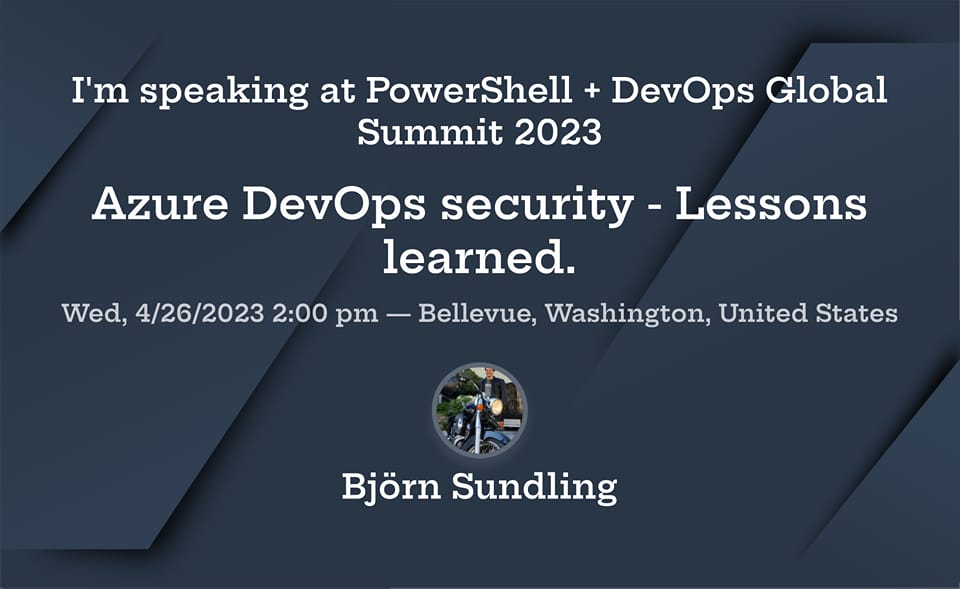 I'm speaking at PowerShell + DevOps Global
Summit 2023
Azure DevOps security - Lessons
learned.
Wed, 4/26/2023 2:00 pm — Bellevue, Washington, United States
Björn Sundling